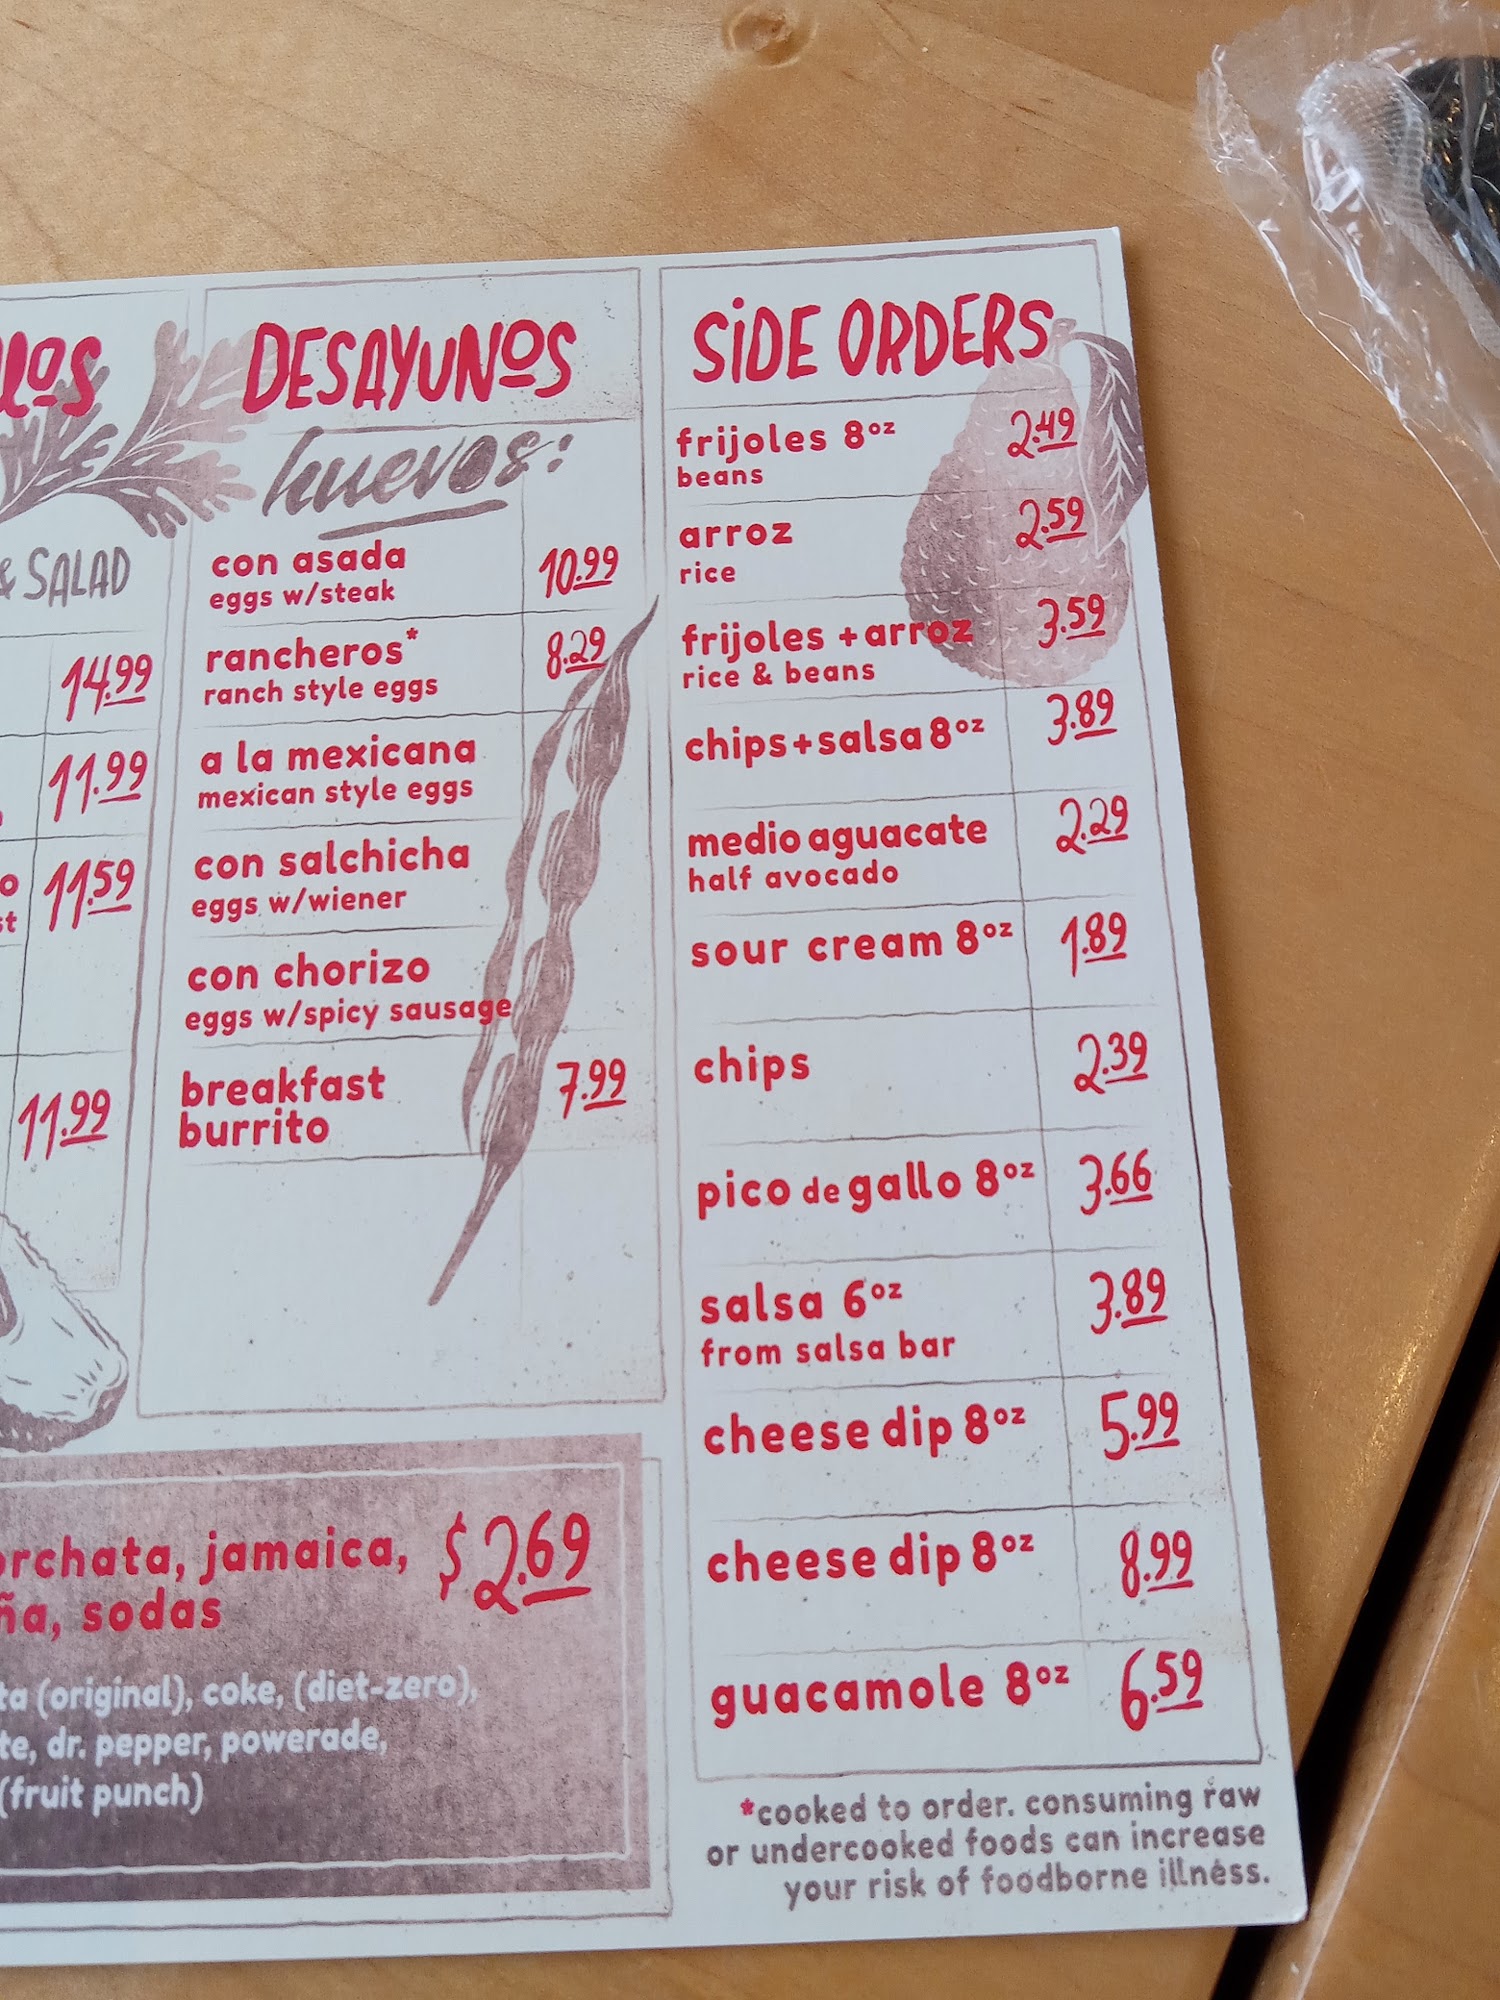 & SALAD
14.99
11.99
11.59
11.99
DESAYUNOS
huevos:
con asada 10.99
eggs w/steak
rancheros* 8.29
ranch style eggs
a la mexicana
mexican style eggs
con salchicha
eggs w/wiener
con chorizo
eggs w/spicy sausage
breakfast 7.99
burrito
SIDE ORDERS
frijoles 8oz 2.49
beans
arroz 2.59
rice
frijoles + arroz 3.59
rice & beans
chips + salsa 8oz 3.89
medio aguacate 2.29
half avocado
sour cream 8oz 1.89
chips 2.39
pico de gallo 8oz 3.66
salsa 6oz 3.89
from salsa bar
cheese dip 8oz 5.99
cheese dip 8oz 8.99
guacamole 8oz 6.59
*cooked to order. consuming raw
or undercooked foods can increase
your risk of foodborne illness.
jamaica, $2.69
sodas
(original), coke, (diet-zero),
dr. pepper, powerade,
(fruit punch)